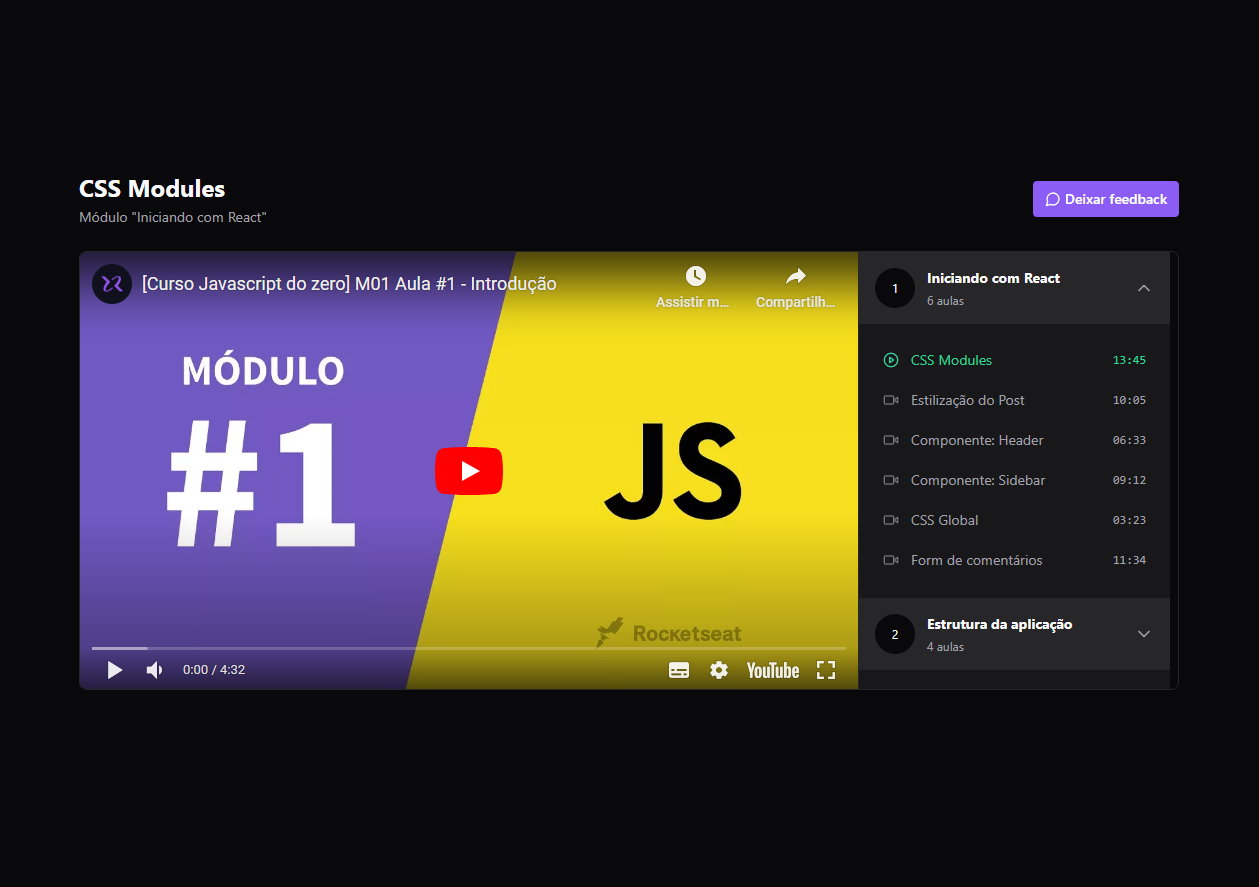 CSS Modules
Módulo "Iniciando com React"
Deixar feedback
[Curso Javascript do zero] M01 Aula #1 - Introdução
Assistir m...
Compartilh...
MÓDULO
#1
JS
Rocketseat
0:00 / 4:32
YouTube
1
Iniciando com React
6 aulas
CSS Modules 13:45
Estilização do Post 10:05
Componente: Header 06:33
Componente: Sidebar 09:12
CSS Global 03:23
Form de comentários 11:34
2
Estrutura da aplicação
4 aulas